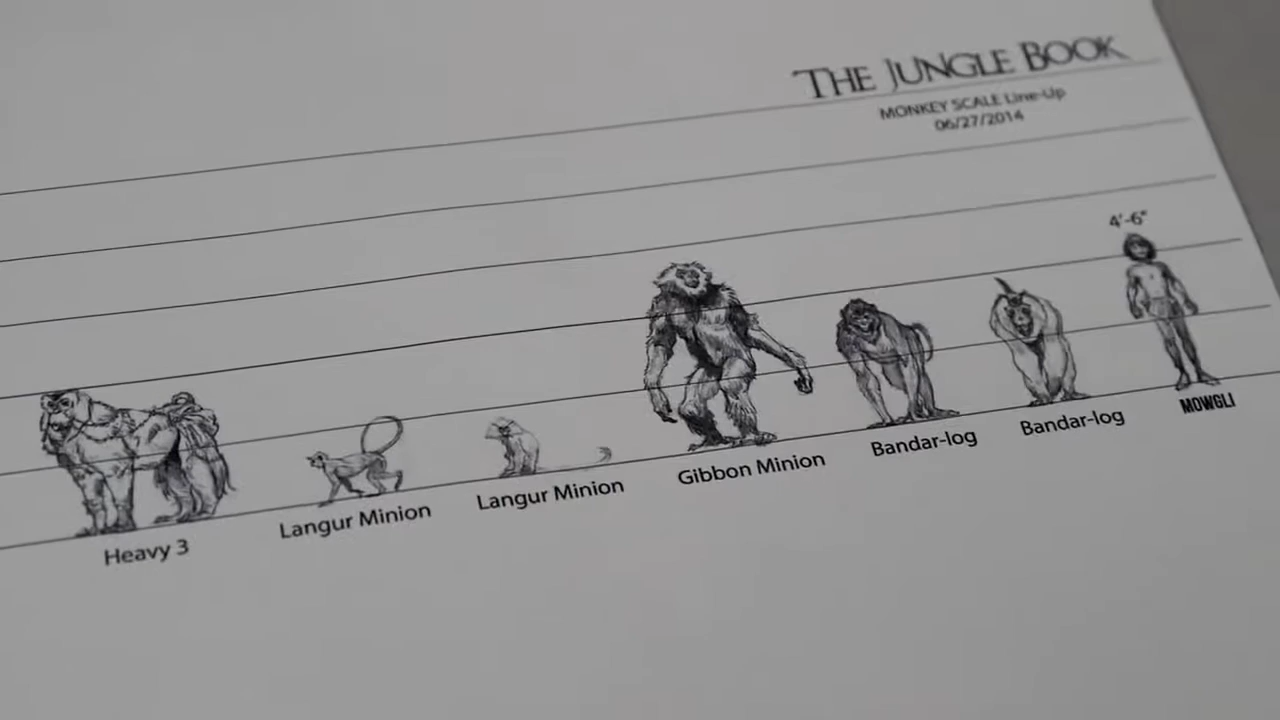 THE JUNGLE BOOK
MONKEY SCALE Line-Up
06/27/2014
4'-6"
Heavy 3
Langur Minion
Langur Minion
Gibbon Minion
Bandar-log
Bandar-log
MOWGLI